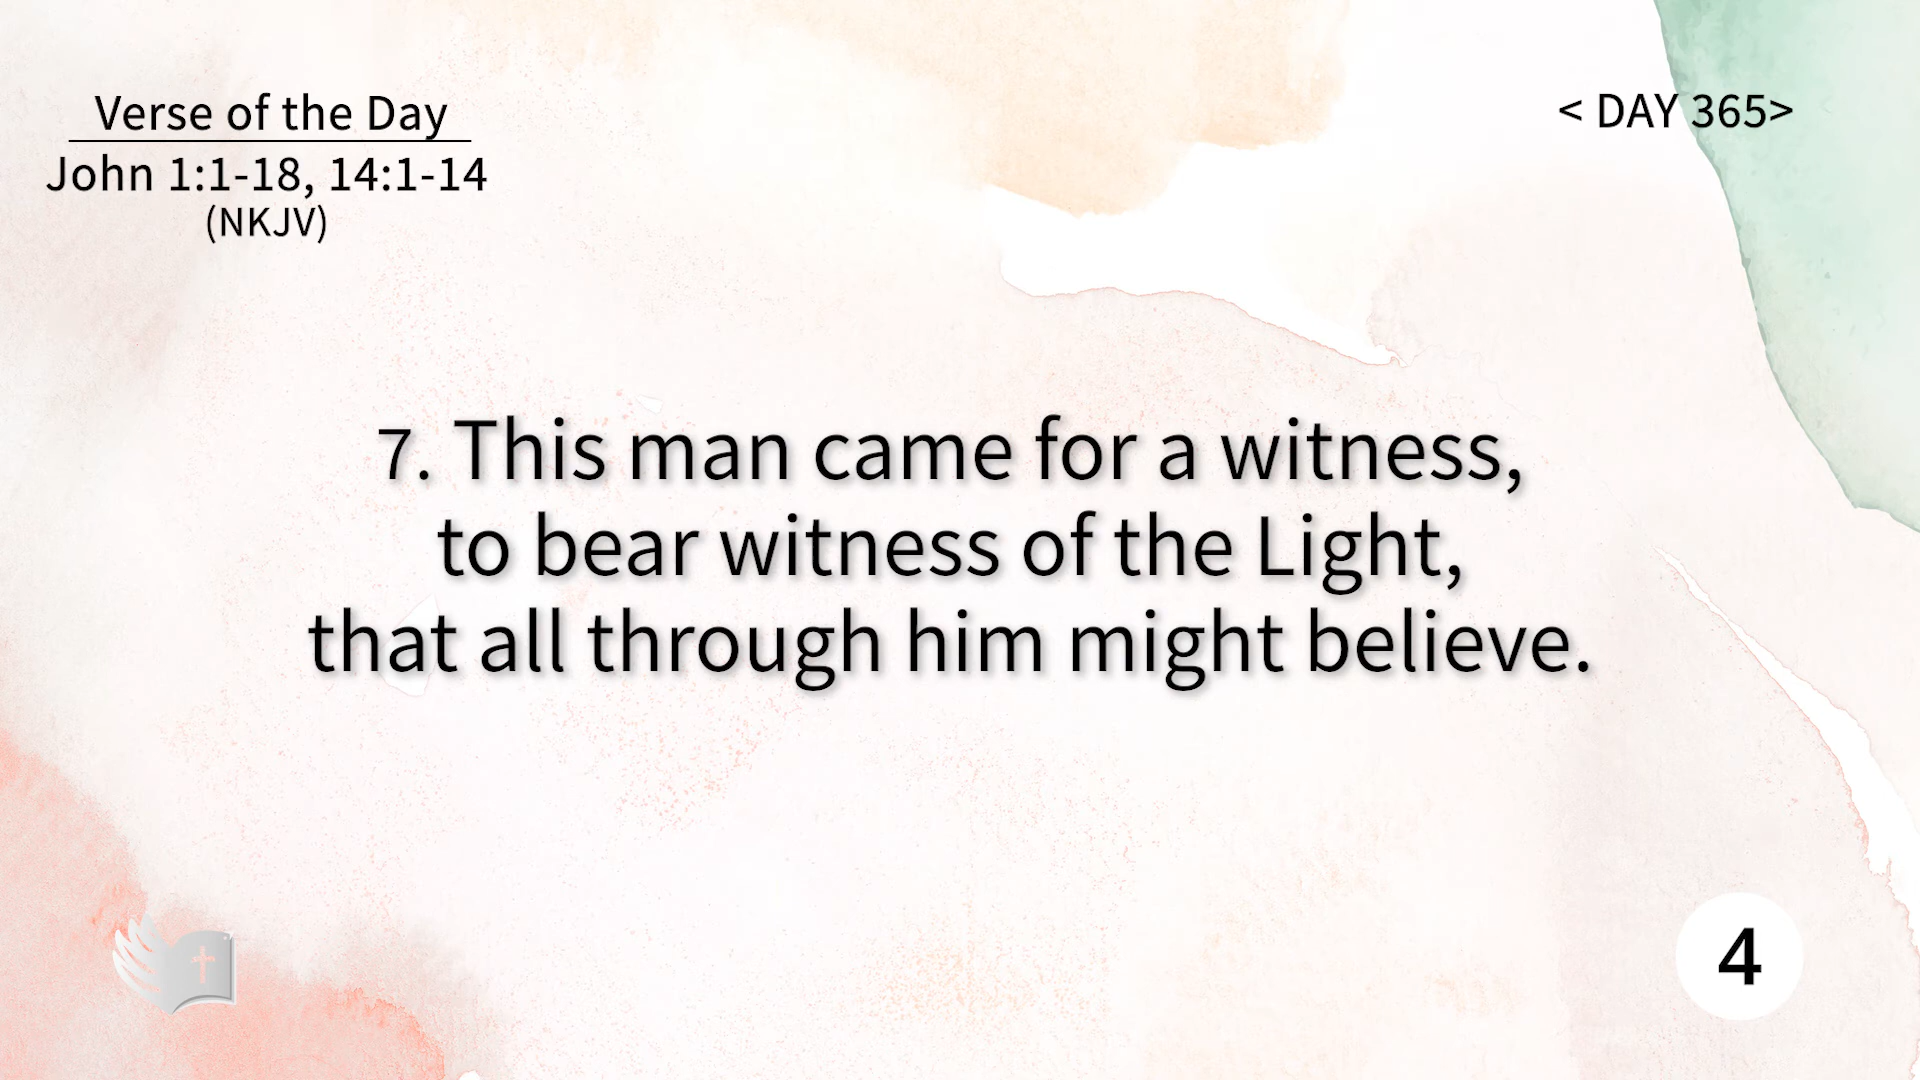 Verse of the Day
John 1:1-18, 14:1-14
(NKJV)
< DAY 365>
7. This man came for a witness,
to bear witness of the Light,
that all through him might believe.
4